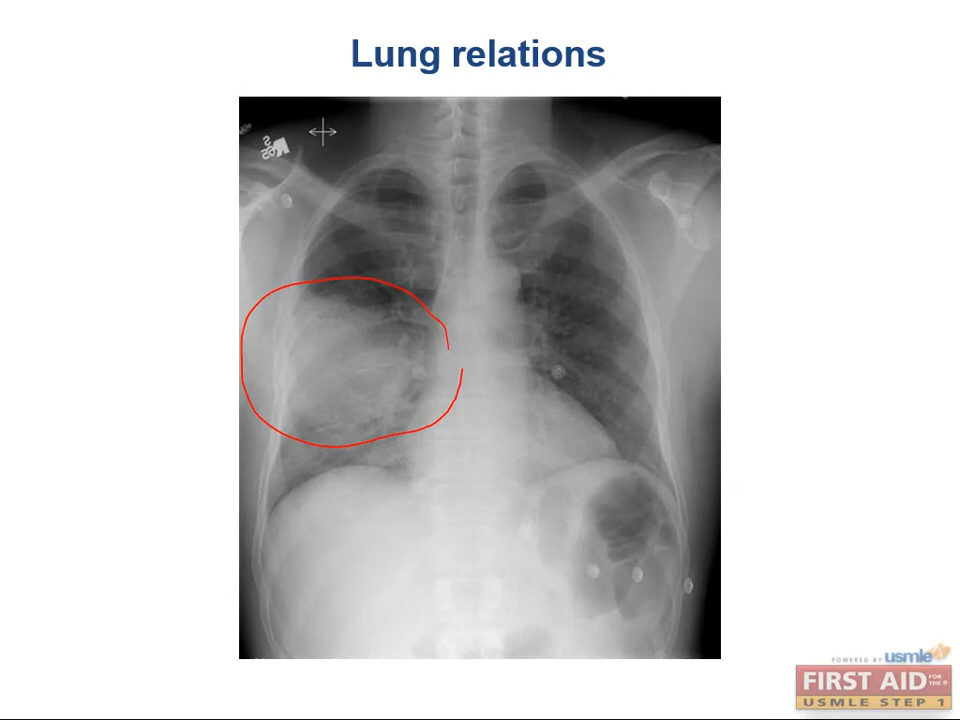 Lung relations
POWERED BY usmle
FIRST AID FOR THE®
USMLE STEP 1